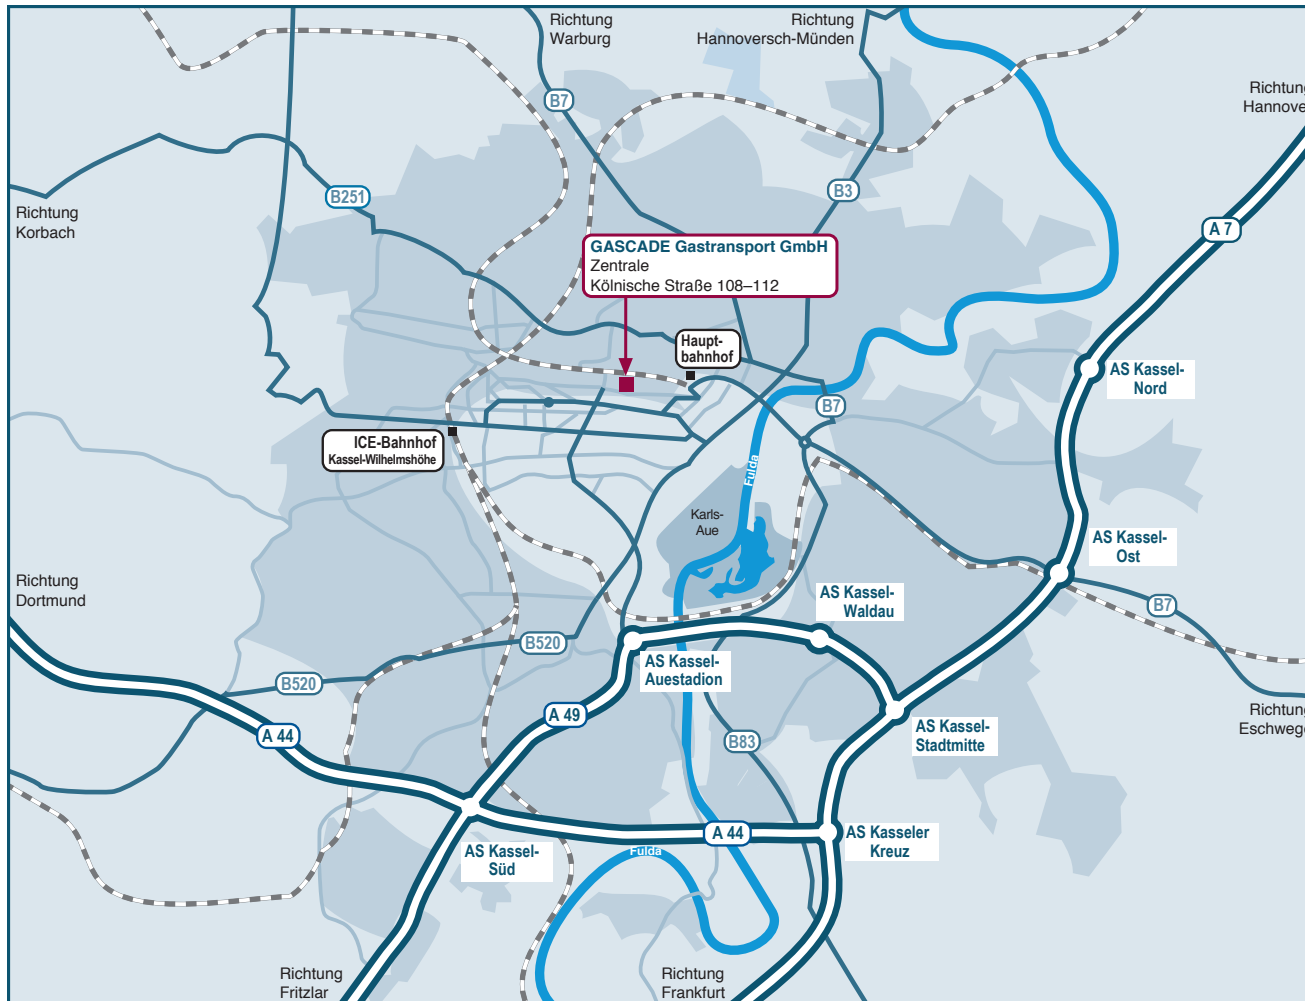 Richtung
Warburg
Richtung
Hannoversch-Münden
Richtung
Hannove
B7
B251
B3
Richtung
Korbach
A 7
GASCADE Gastransport GmbH
Zentrale
Kölnische Straße 108–112
Haupt-
bahnhof
AS Kassel-
Nord
B7
ICE-Bahnhof
Kassel-Wilhelmshöhe
Fulda
Karls-
Aue
AS Kassel-
Ost
Richtung
Dortmund
AS Kassel-
Waldau
B7
B520
AS Kassel-
Auestadion
B520
A 49
A 44
B83
AS Kassel-
Stadtmitte
Richtung
Eschwege
A 44
AS Kasseler
Kreuz
AS Kassel-
Süd
Fulda
Richtung
Fritzlar
Richtung
Frankfurt